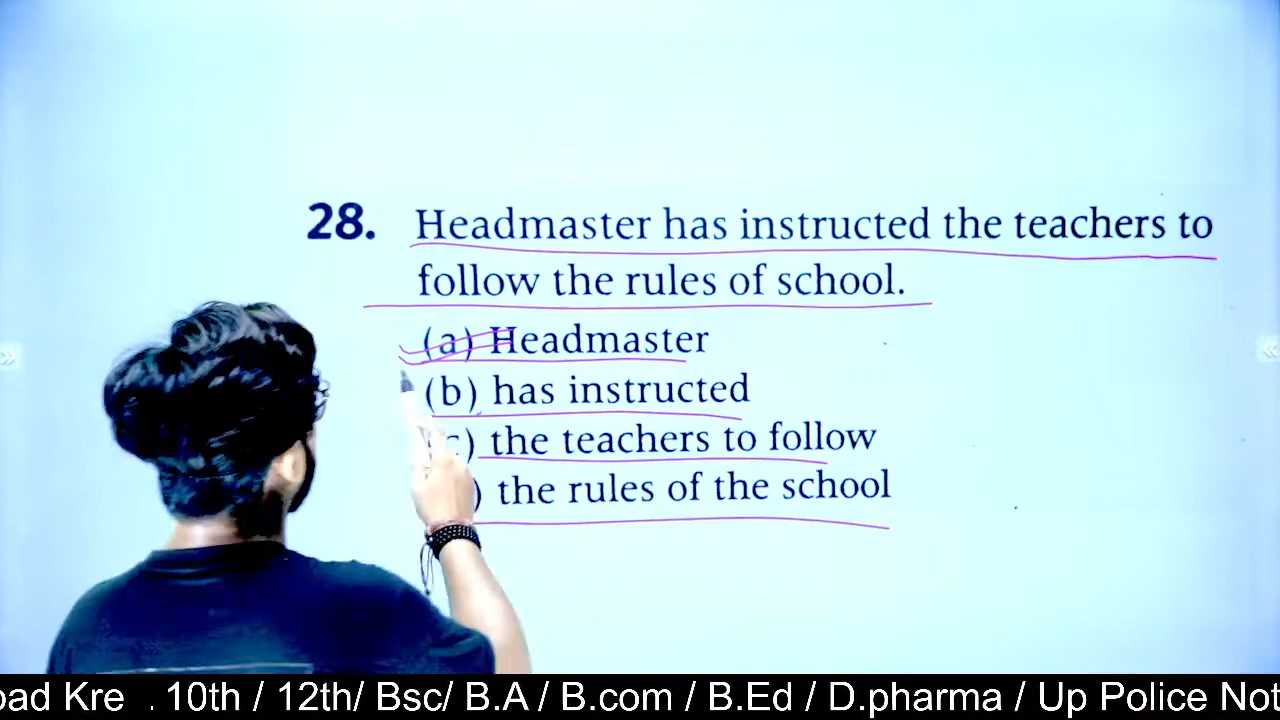 28. Headmaster has instructed the teachers to
follow the rules of school.
(a) Headmaster
(b) has instructed
c) the teachers to follow
) the rules of the school
oad Kre . 10th / 12th/ Bsc/ B.A / B.com / B.Ed / D.pharma / Up Police Not